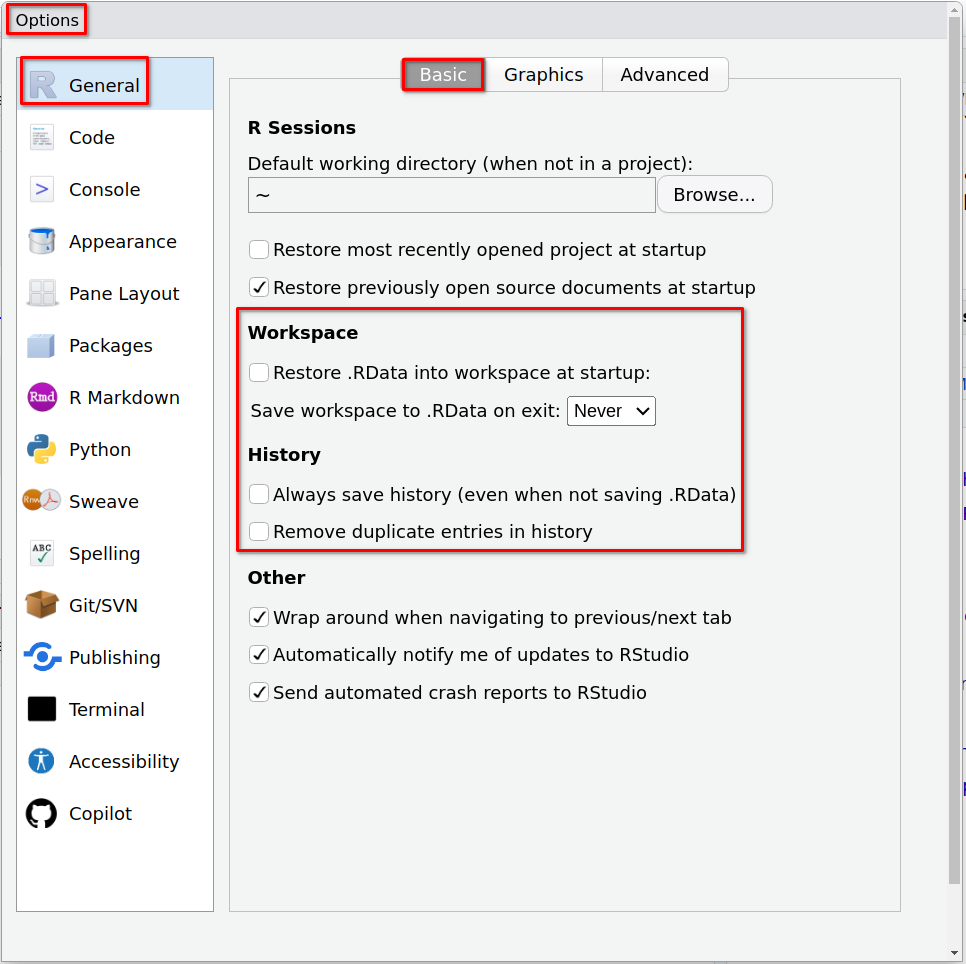 Options
General
Code
Console
Appearance
Pane Layout
Packages
Rmd R Markdown
Python
Rnw Sweave
ABC Spelling
Git/SVN
Publishing
Terminal
Accessibility
Copilot
Basic Graphics Advanced
R Sessions
Default working directory (when not in a project):
~ Browse...
Restore most recently opened project at startup
Restore previously open source documents at startup
Workspace
Restore .RData into workspace at startup:
Save workspace to .RData on exit: Never
History
Always save history (even when not saving .RData)
Remove duplicate entries in history
Other
Wrap around when navigating to previous/next tab
Automatically notify me of updates to RStudio
Send automated crash reports to RStudio